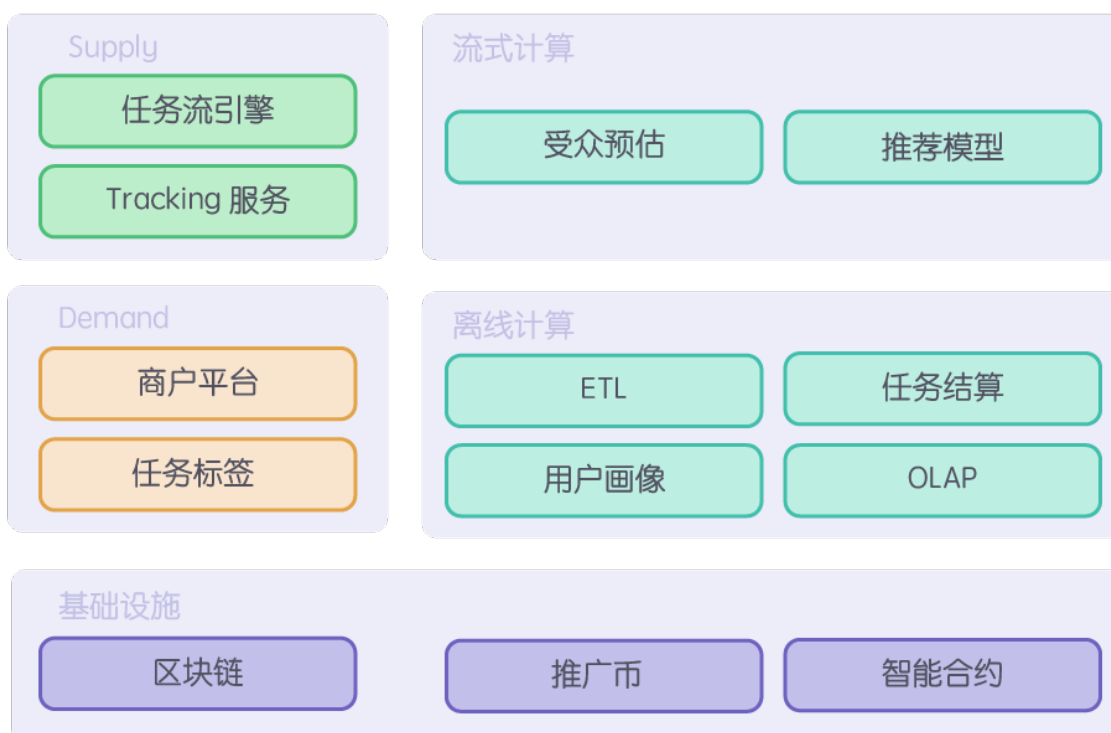 Supply
任务流引擎
Tracking 服务
流式计算
受众预估
推荐模型
Demand
商户平台
任务标签
离线计算
ETL
任务结算
用户画像
OLAP
基础设施
区块链
推广币
智能合约